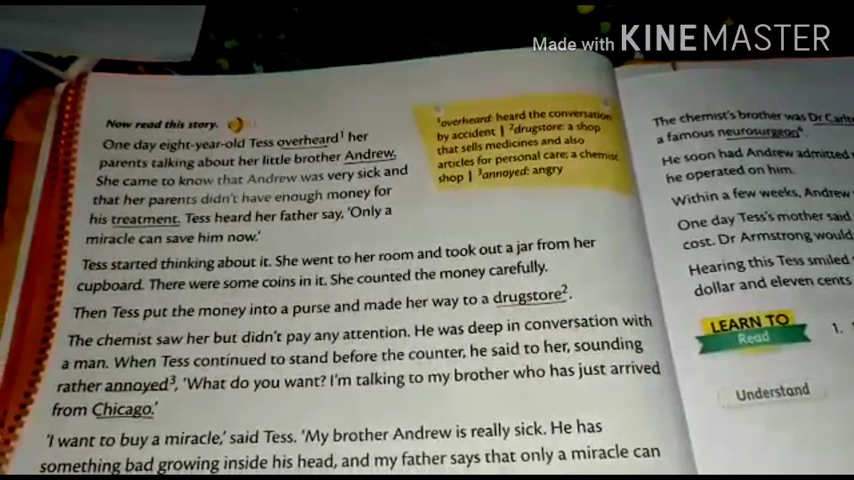 Made with KINEMASTER
Now read this story.
One day eight-year-old Tess overheard¹ her
parents talking about her little brother Andrew.
She came to know that Andrew was very sick and
that her parents didn't have enough money for
his treatment. Tess heard her father say, 'Only a
miracle can save him now.'
¹overheard: heard the conversation
by accident | ²drugstore: a shop
that sells medicines and also
articles for personal care; a chemist
shop | ³annoyed: angry
Tess started thinking about it. She went to her room and took out a jar from her
cupboard. There were some coins in it. She counted the money carefully.
Then Tess put the money into a purse and made her way to a drugstore².
The chemist saw her but didn't pay any attention. He was deep in conversation with
a man. When Tess continued to stand before the counter, he said to her, sounding
rather annoyed³, 'What do you want? I'm talking to my brother who has just arrived
from Chicago.'
'I want to buy a miracle,' said Tess. 'My brother Andrew is really sick. He has
something bad growing inside his head, and my father says that only a miracle can
The chemist's brother was Dr
a famous neurosurgeon⁴.
He soon had Andrew admitted
he operated on him.
Within a few weeks, Andrew
One day Tess's mother said
cost. Dr Armstrong would
Hearing this Tess smiled
dollar and eleven cents
LEARN TO
Read
1.
Understand